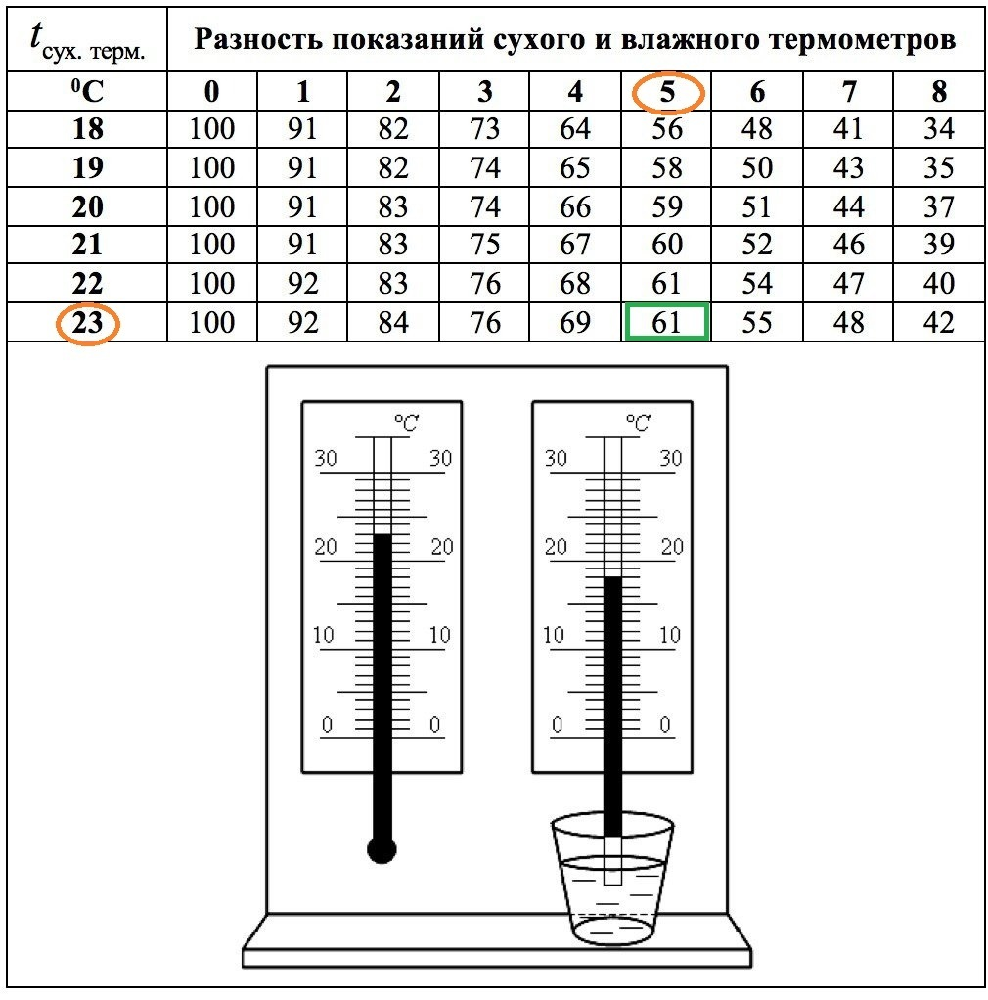 t сух. терм. Разность показаний сухого и влажного термометров
⁰C 0 1 2 3 4 5 6 7 8
18 100 91 82 73 64 56 48 41 34
19 100 91 82 74 65 58 50 43 35
20 100 91 83 74 66 59 51 44 37
21 100 91 83 75 67 60 52 46 39
22 100 92 83 76 68 61 54 47 40
23 100 92 84 76 69 61 55 48 42
°C °C
30 30 30 30
20 20 20 20
10 10 10 10
0 0 0 0